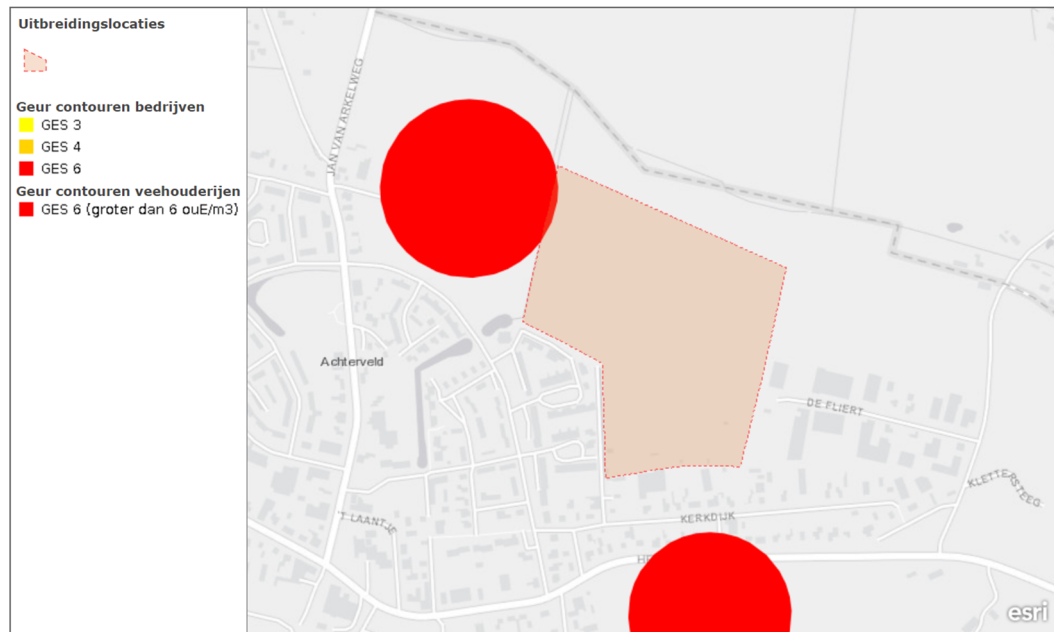 Uitbreidingslocaties
Geur contouren bedrijven
GES 3
GES 4
GES 6
Geur contouren veehouderijen
GES 6 (groter dan 6 ouE/m3)
JAN VAN ARKELWEG
Achterveld
DE FLIERT
KLETTERSTEEG
'T LAANTJE
KERKDIJK
esri